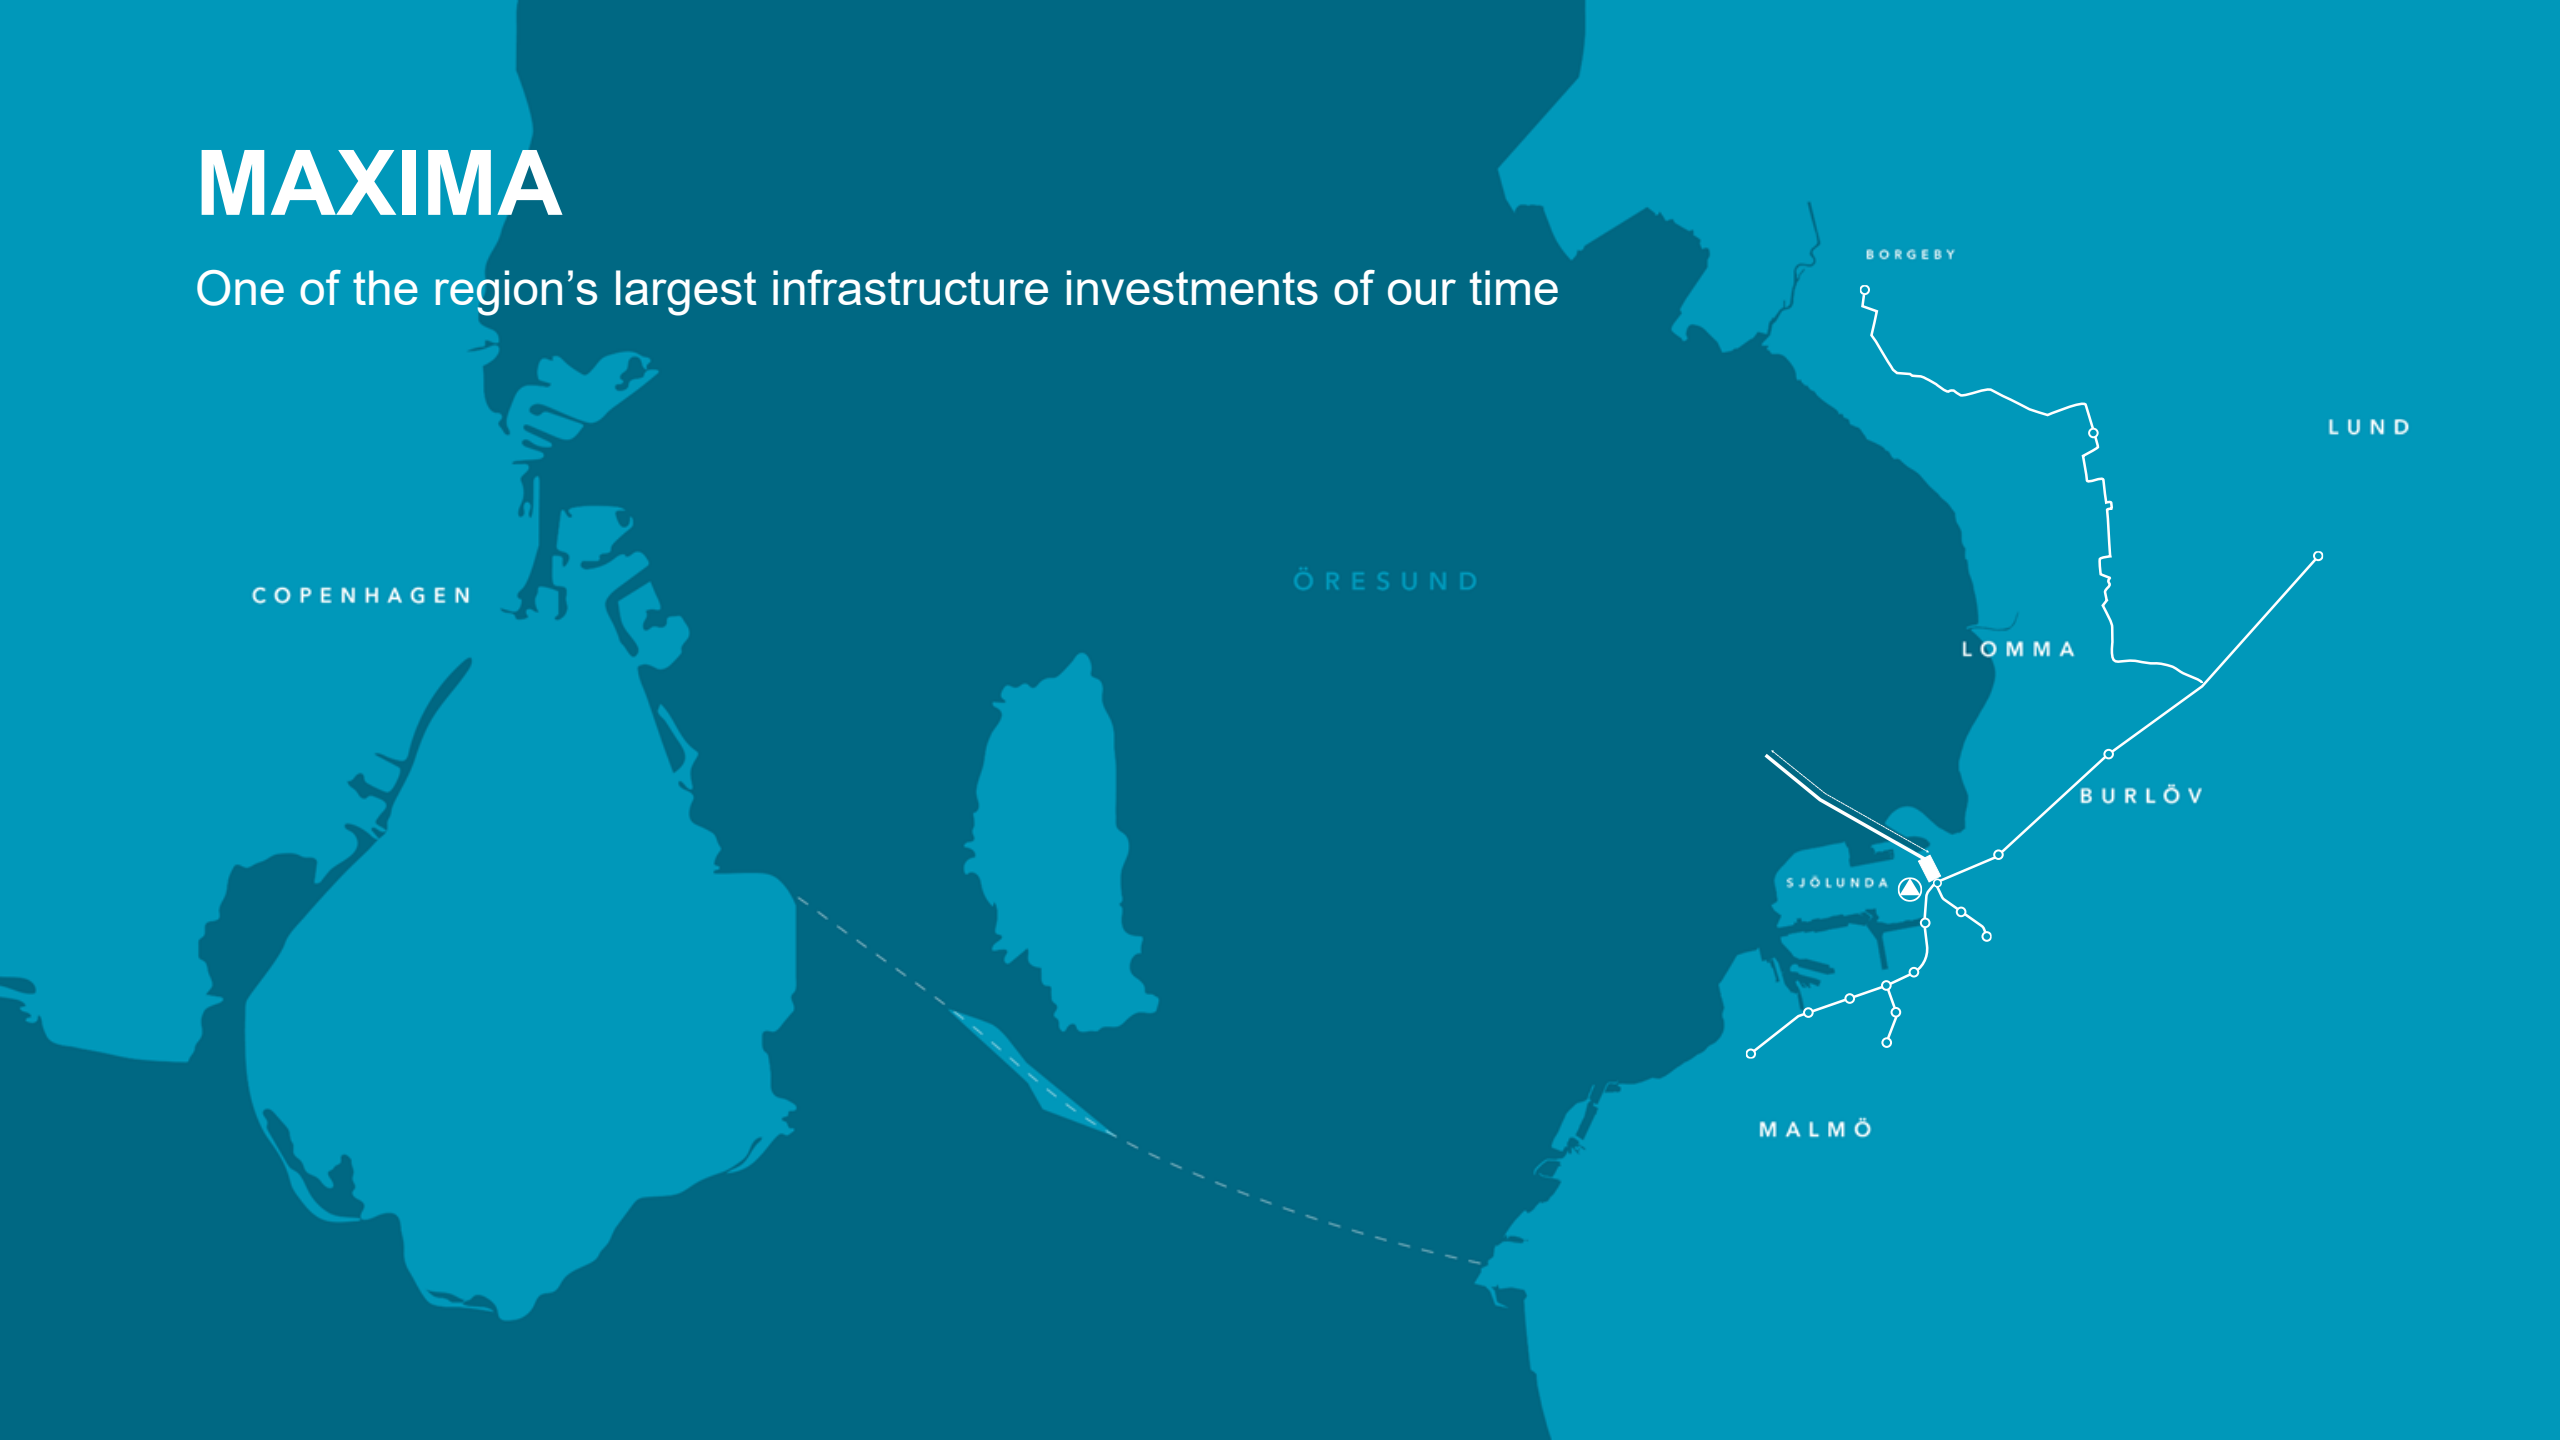 MAXIMA
One of the region’s largest infrastructure investments of our time
BORGEBY
LUND
ÖRESUND
COPENHAGEN
LOMMA
BURLÖV
SJÖLUNDA
MALMÖ